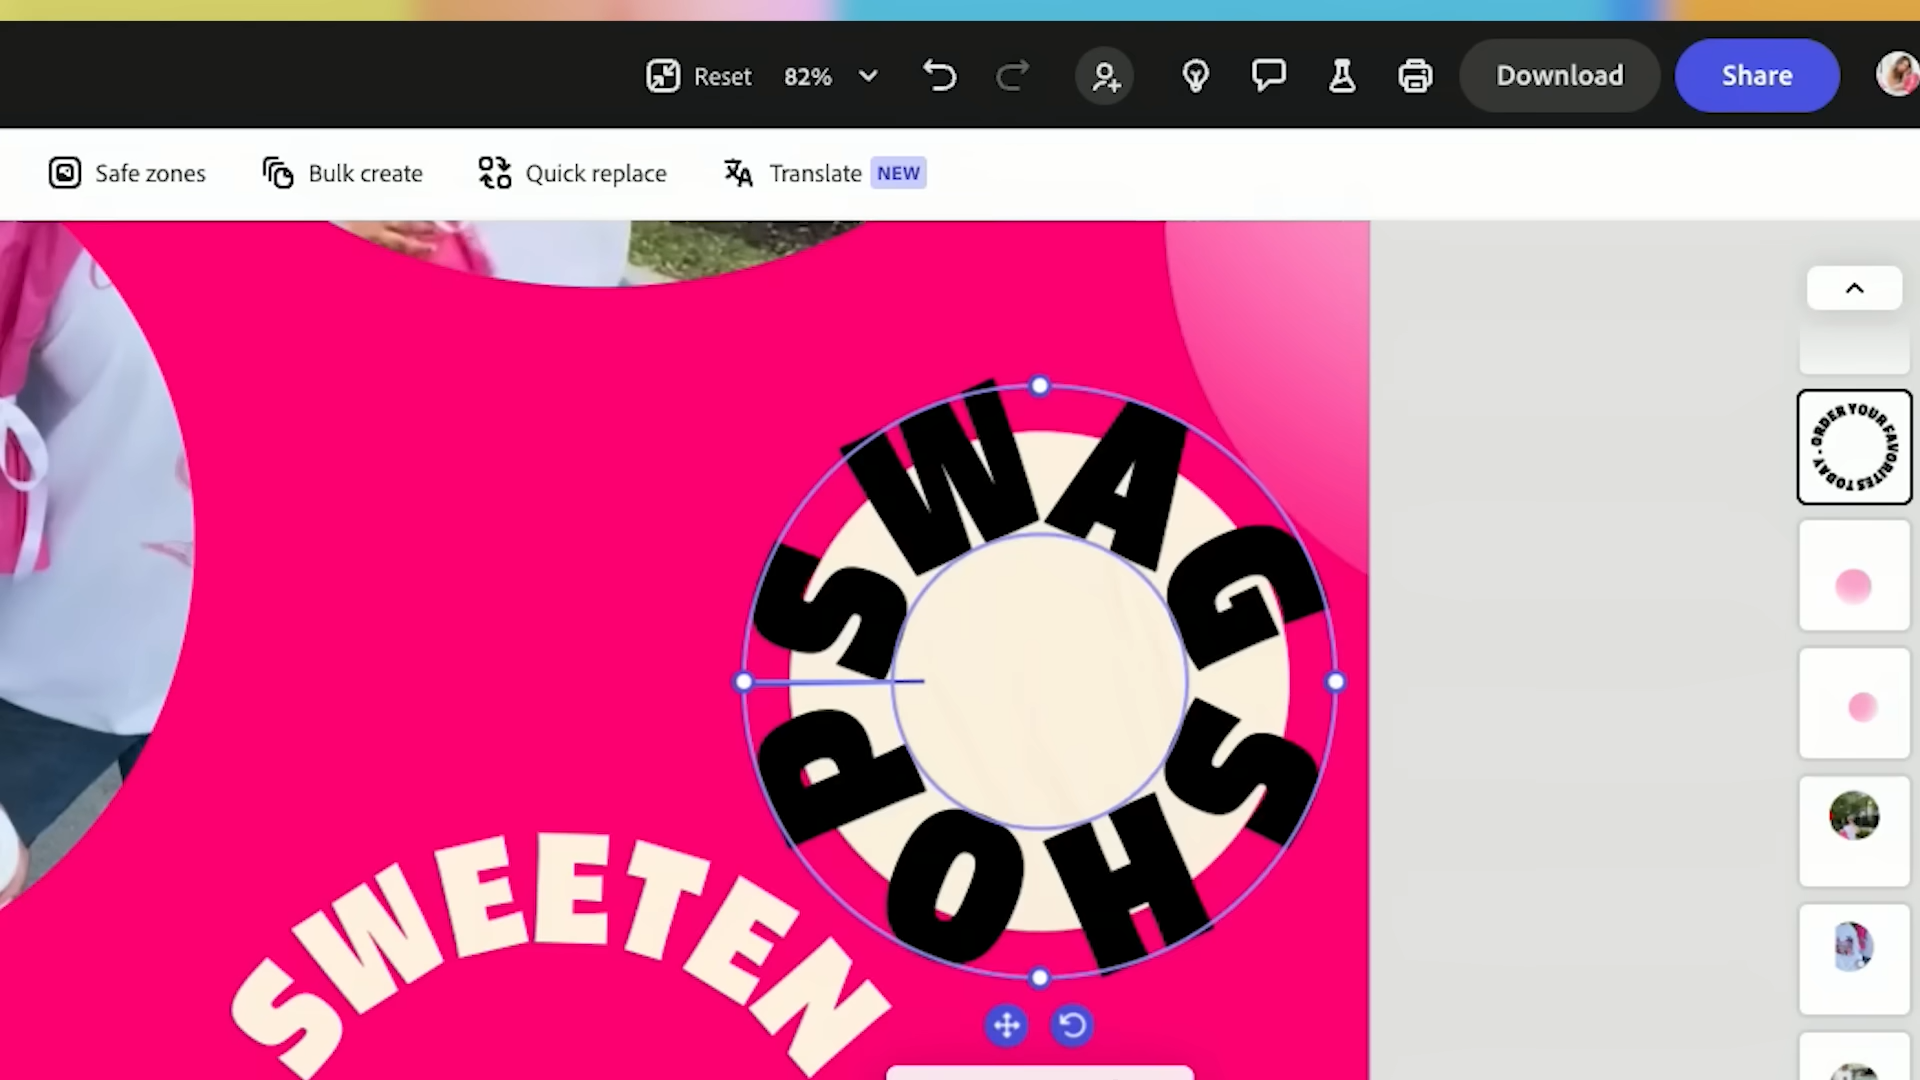 Reset 82% Download Share
Safe zones Bulk create Quick replace Translate NEW
ORDER YOUR FAVORITES TODAY -
SWAG SHOP
SWEETEN